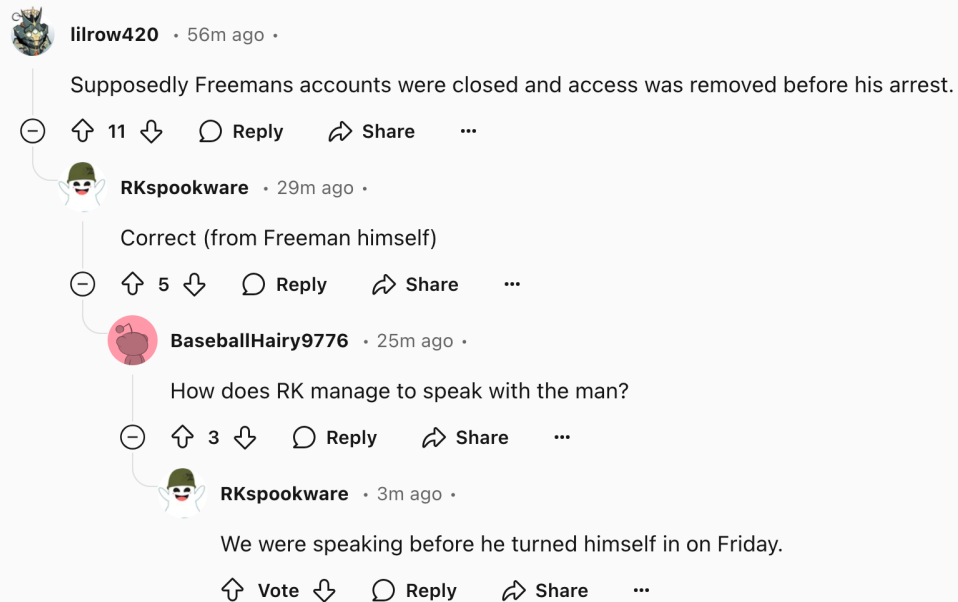 lilrow420 • 56m ago •
Supposedly Freemans accounts were closed and access was removed before his arrest.
11 Reply Share ...
RKspookware • 29m ago •
Correct (from Freeman himself)
5 Reply Share ...
BaseballHairy9776 • 25m ago •
How does RK manage to speak with the man?
3 Reply Share ...
RKspookware • 3m ago •
We were speaking before he turned himself in on Friday.
Vote Reply Share ...